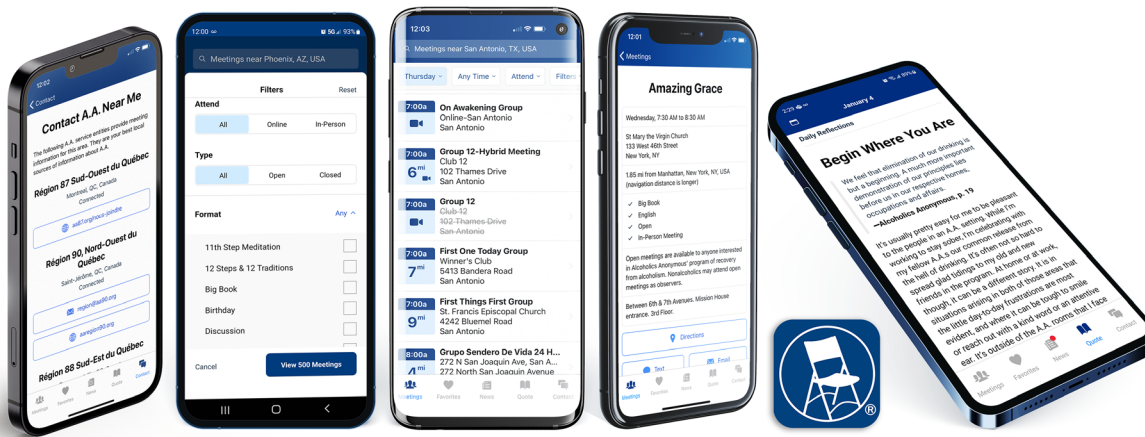 12:02
Contact
Contact A.A. Near Me
The following A.A. service entities provide meeting
information for this area. They are your best local
sources of information about A.A.
Région 87 Sud-Ouest du Québec
Montreal, QC, Canada
Connected
aa87.org/nous-joindre
Région 90, Nord-Ouest du
Québec
Saint-Jérôme, QC, Canada
Connected
region@aa90.org
aaregion90.org
Région 88 Sud-Est du Québec
Meetings
Favorites
News
Quote
Contact
12:00
5G
93%
Meetings near Phoenix, AZ, USA
Filters
Reset
Attend
All
Online
In-Person
Type
All
Open
Closed
Format
Any
11th Step Meditation
12 Steps & 12 Traditions
Big Book
Birthday
Discussion
Cancel
View 500 Meetings
12:03
Meetings near San Antonio, TX, USA
Thursday
Any Time
Attend
Filters
7:00a
On Awakening Group
Online-San Antonio
San Antonio
7:00a
6 mi
Group 12-Hybrid Meeting
Club 12
102 Thames Drive
San Antonio
7:00a
Group 12
Club 12
102 Thames Drive
San Antonio
7:00a
7 mi
First One Today Group
Winner's Club
5413 Bandera Road
San Antonio
7:00a
9 mi
First Things First Group
St. Francis Episcopal Church
4242 Bluemel Road
San Antonio
8:00a
mi
Grupo Sendero De Vida 24 H...
272 N San Joaquin Ave, San A...
272 North San Joaquin Avenue
Meetings
Favorites
News
Quote
Contact
12:01
Meetings
Amazing Grace
Wednesday, 7:30 AM to 8:30 AM
St Mary the Virgin Church
133 West 46th Street
New York, NY
1.85 mi from Manhattan, New York, NY, USA
(navigation distance is longer)
Big Book
English
Open
In-Person Meeting
Open meetings are available to anyone interested
in Alcoholics Anonymous' program of recovery
from alcoholism. Nonalcoholics may attend open
meetings as observers.
Between 6th & 7th Avenues. Mission House
entrance. 3rd Floor.
Directions
Text
Email
Meetings
Favorites
News
Quote
Contact
®
2:29
89%
January 4
Daily Reflections
Begin Where You Are
We feel that elimination of our drinking is
but a beginning. A much more important
demonstration of our principles lies
before us in our respective homes,
occupations and affairs.
—Alcoholics Anonymous, p. 19
It's usually pretty easy for me to be pleasant
to the people in an A.A. setting. While I'm
working to stay sober, I'm celebrating with
my fellow A.A.s our common release from
the hell of drinking. It's often not so hard to
spread glad tidings to my old and new
friends in the program. At home or at work,
though, it can be a different story. It is in
situations arising in both of those areas that
the little day-to-day frustrations are most
evident, and where it can be tough to smile
or reach out with a kind word or an attentive
ear. It's outside of the A.A. rooms that I face
Meetings
Favorites
News
Quote
Contact